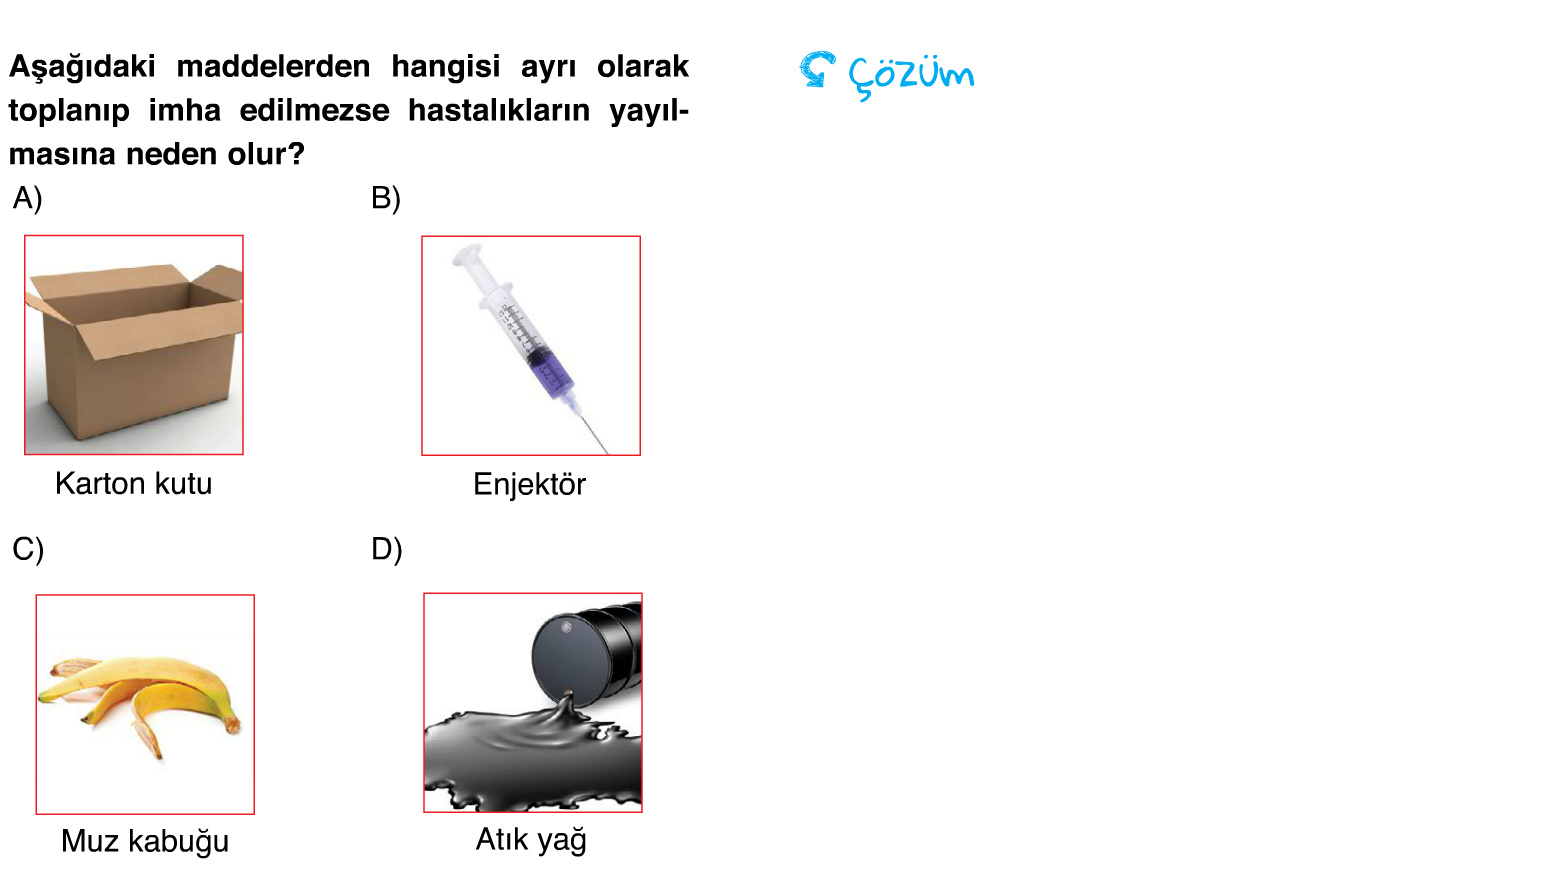 Aşağıdaki maddelerden hangisi ayrı olarak
toplanıp imha edilmezse hastalıkların yayıl-
masına neden olur?
Çözüm
A)
B)
Karton kutu
Enjektör
C)
D)
Muz kabuğu
Atık yağ